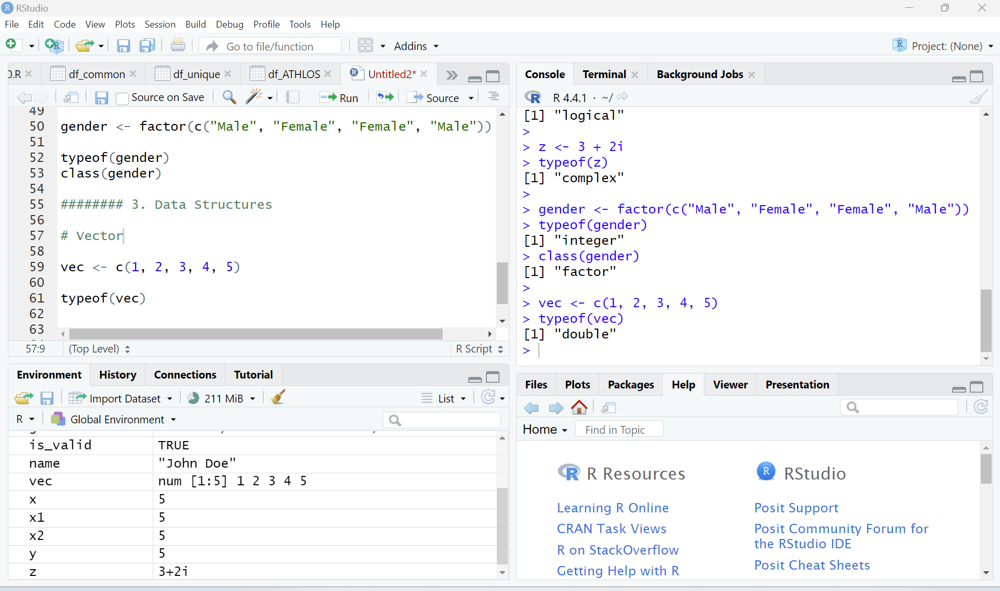 RStudio
File Edit Code View Plots Session Build Debug Profile Tools Help
Go to file/function Addins Project: (None)
O.R df_common df_unique df_ATHLOS Untitled2*
Source on Save Run Source
49
50 gender <- factor(c("Male", "Female", "Female", "Male"))
51
52 typeof(gender)
53 class(gender)
54
55 ######## 3. Data Structures
56
57 # Vector
58
59 vec <- c(1, 2, 3, 4, 5)
60
61 typeof(vec)
62
63
57:9 (Top Level) R Script
Console Terminal Background Jobs
R 4.4.1 · ~/
[1] "logical"
>
> z <- 3 + 2i
> typeof(z)
[1] "complex"
>
> gender <- factor(c("Male", "Female", "Female", "Male"))
> typeof(gender)
[1] "integer"
> class(gender)
[1] "factor"
>
> vec <- c(1, 2, 3, 4, 5)
> typeof(vec)
[1] "double"
>
Environment History Connections Tutorial
Import Dataset 211 MiB List
R Global Environment
is_valid TRUE
name "John Doe"
vec num [1:5] 1 2 3 4 5
x 5
x1 5
x2 5
y 5
z 3+2i
Files Plots Packages Help Viewer Presentation
Home Find in Topic
R Resources
Learning R Online
CRAN Task Views
R on StackOverflow
Getting Help with R
RStudio
Posit Support
Posit Community Forum for
the RStudio IDE
Posit Cheat Sheets